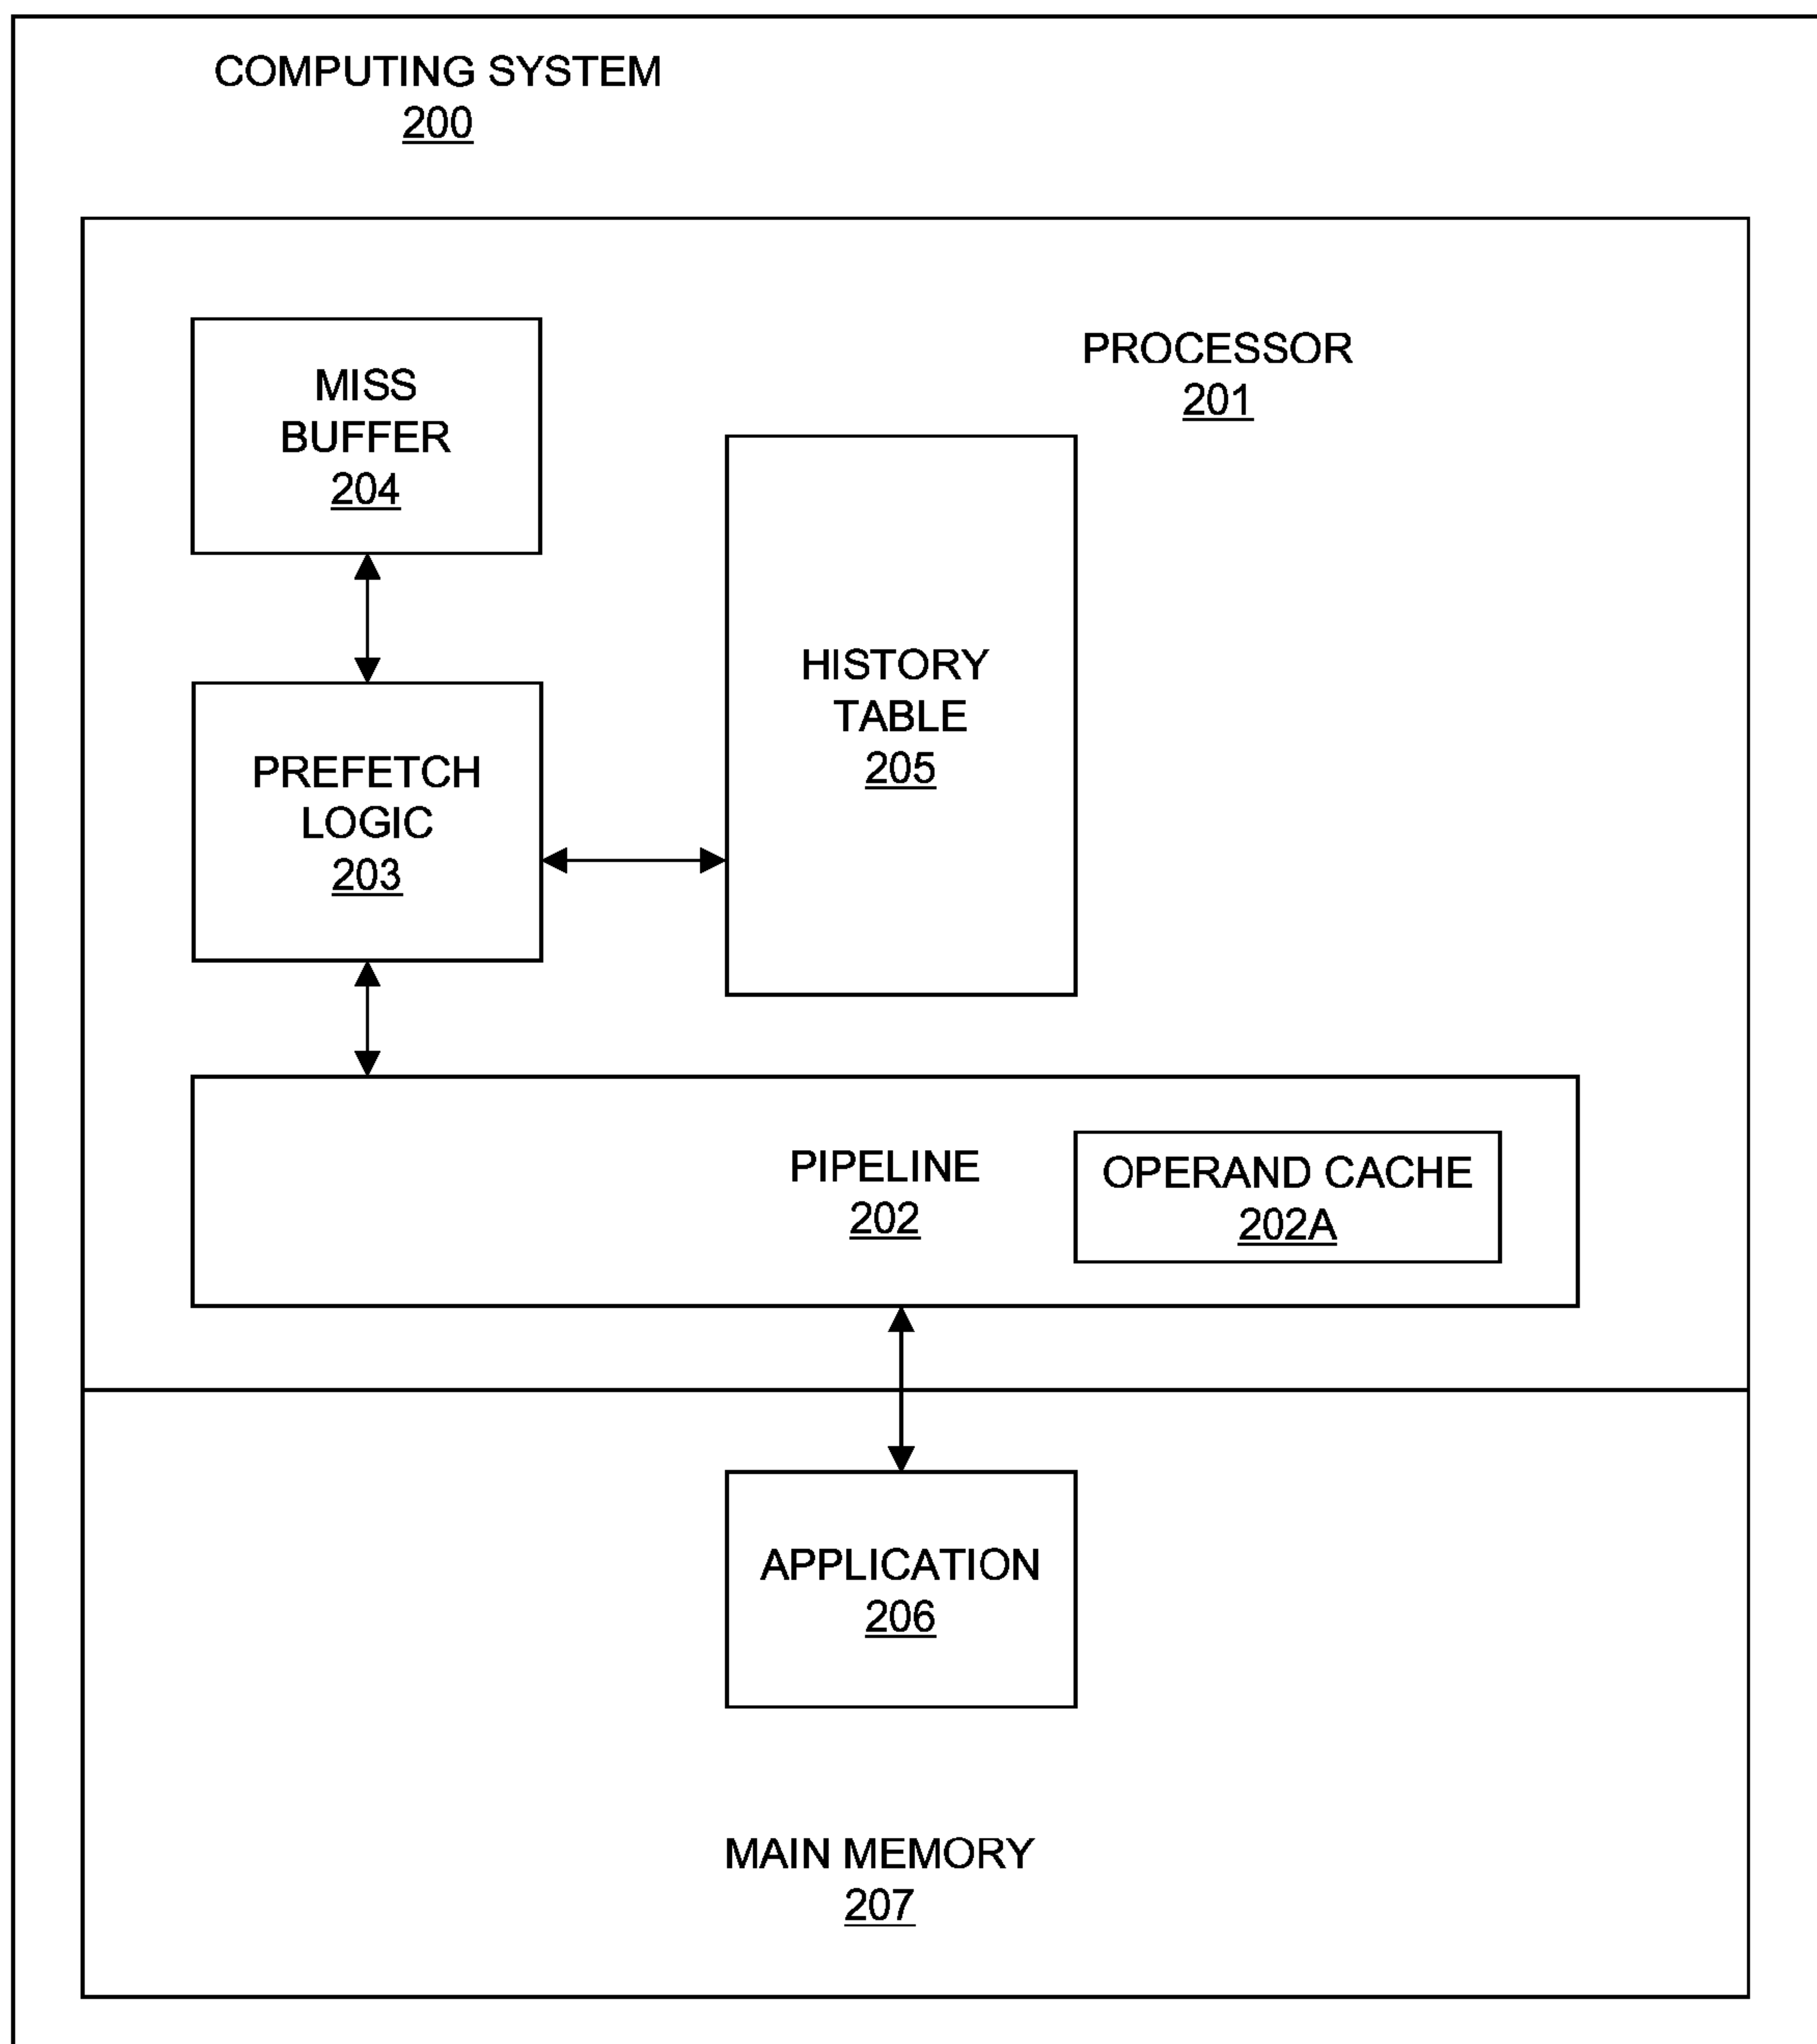 COMPUTING SYSTEM
200
PROCESSOR
201
MISS
BUFFER
204
HISTORY
TABLE
205
PREFETCH
LOGIC
203
PIPELINE
202
OPERAND CACHE
202A
APPLICATION
206
MAIN MEMORY
207